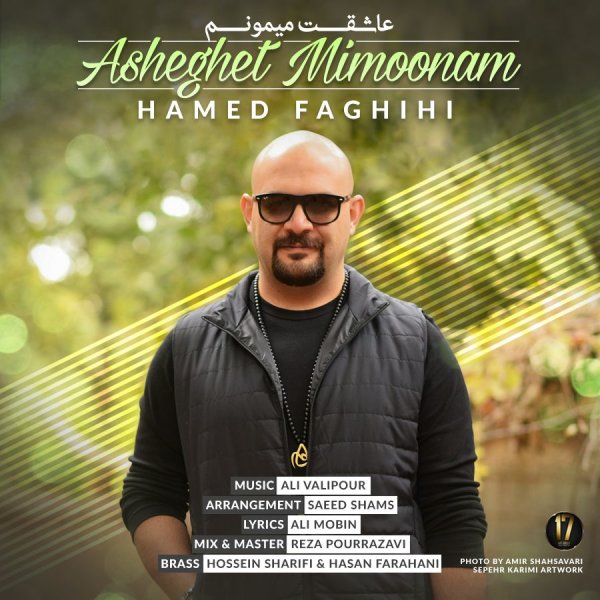 عاشقت میمونم
Asheghet Mimoonam
HAMED FAGHIHI
MUSIC ALI VALIPOUR
ARRANGEMENT SAEED SHAMS
LYRICS ALI MOBIN
MIX & MASTER REZA POURRAZAVI
BRASS HOSSEIN SHARIFI & HASAN FARAHANI
17
PHOTO BY AMIR SHAHSAVARI
SEPEHR KARIMI ARTWORK